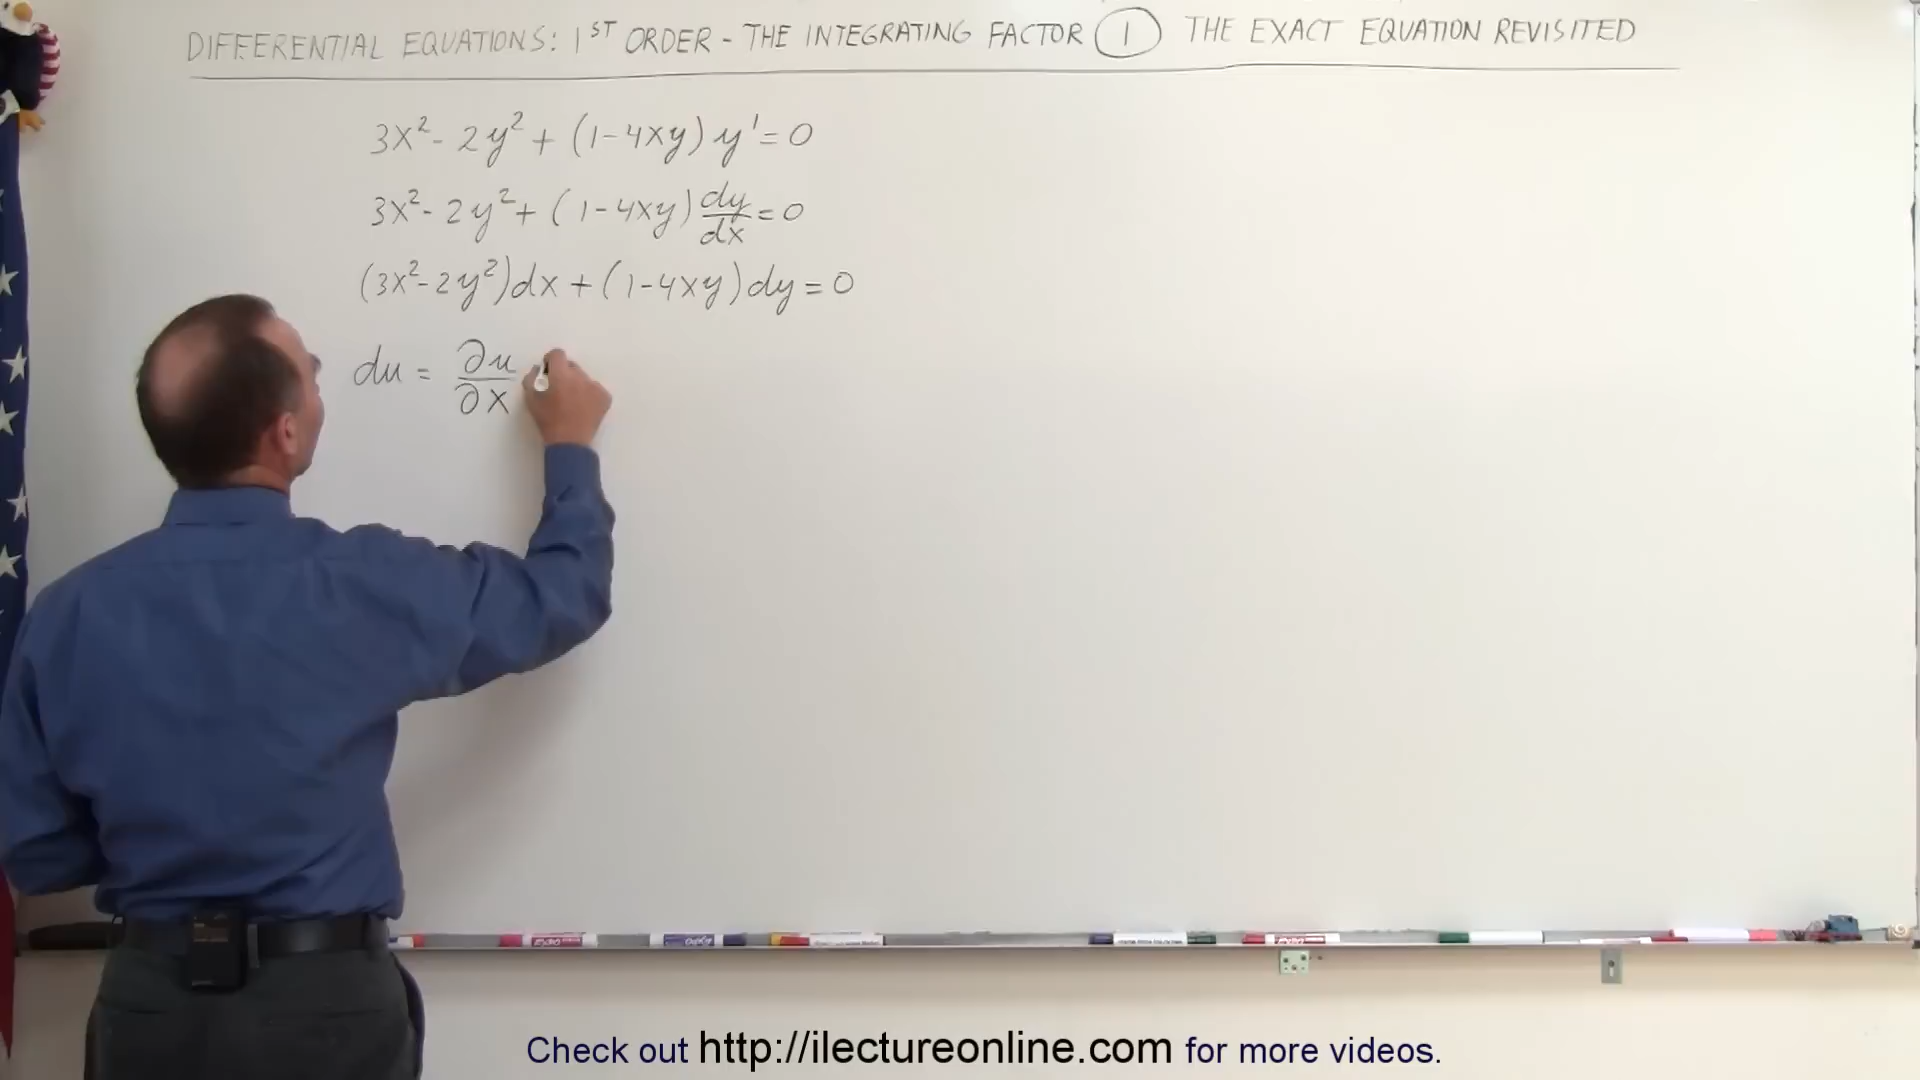 DIFFERENTIAL EQUATIONS: 1ST ORDER - THE INTEGRATING FACTOR 1 THE EXACT EQUATION REVISITED
3x² - 2y² + (1-4xy) y' = 0
3x² - 2y² + (1-4xy) dy/dx = 0
(3x² - 2y²)dx + (1-4xy)dy = 0
du = ∂u/∂x
Check out http://ilectureonline.com for more videos.